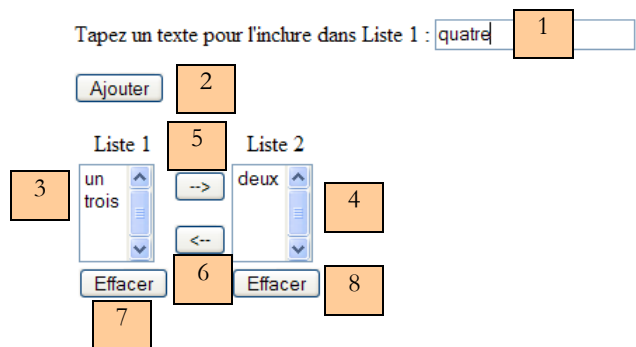 Tapez un texte pour l'inclure dans Liste 1 : quatre 1
Ajouter 2
5
Liste 1 Liste 2
3 un --> deux 4
trois
<--
Effacer 6 Effacer 8
7